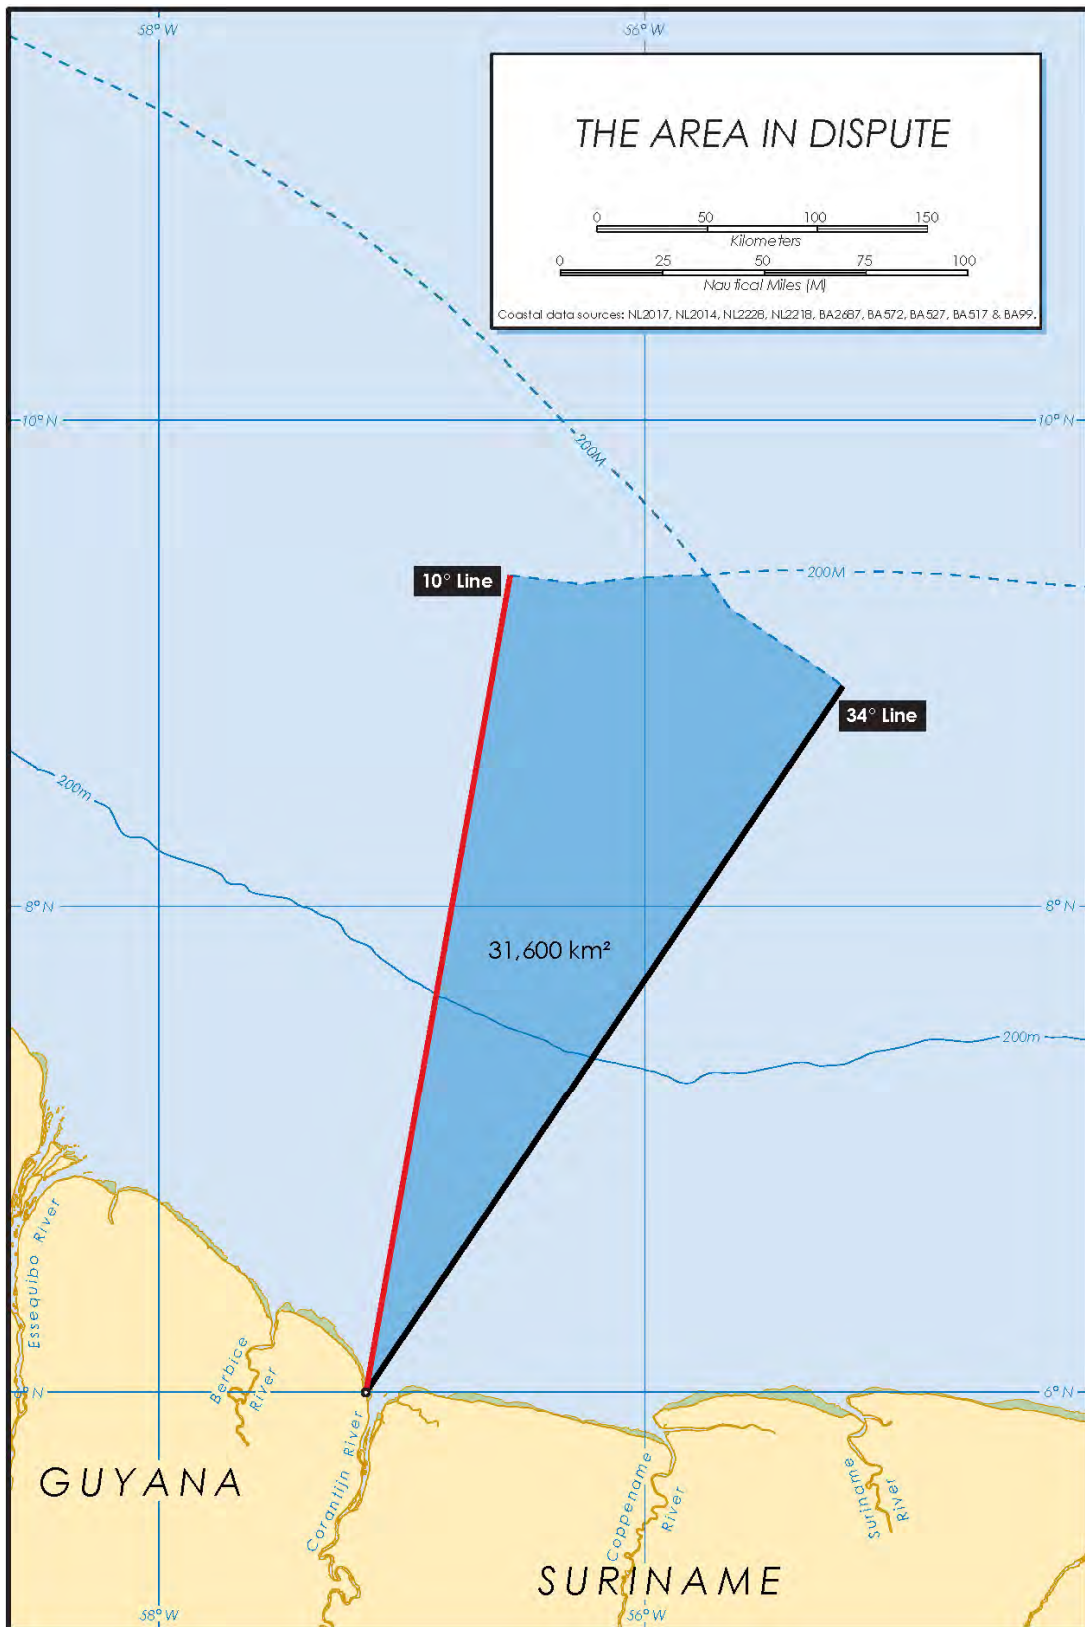 58° W
56° W
THE AREA IN DISPUTE
0 50 100 150
Kilometers
0 25 50 75 100
Nautical Miles (M)
Coastal data sources: NL2017, NL2014, NL2228, NL2218, BA2687, BA572, BA527, BA517 & BA99.
10° N
10° N
200M
10° Line
200M
34° Line
200m
8° N
8° N
31,600 km²
200m
Essequibo River
Berbice
River
6° N
6° N
Corantijn River
Coppename
River
Suriname
River
GUYANA
SURINAME
58° W
56° W